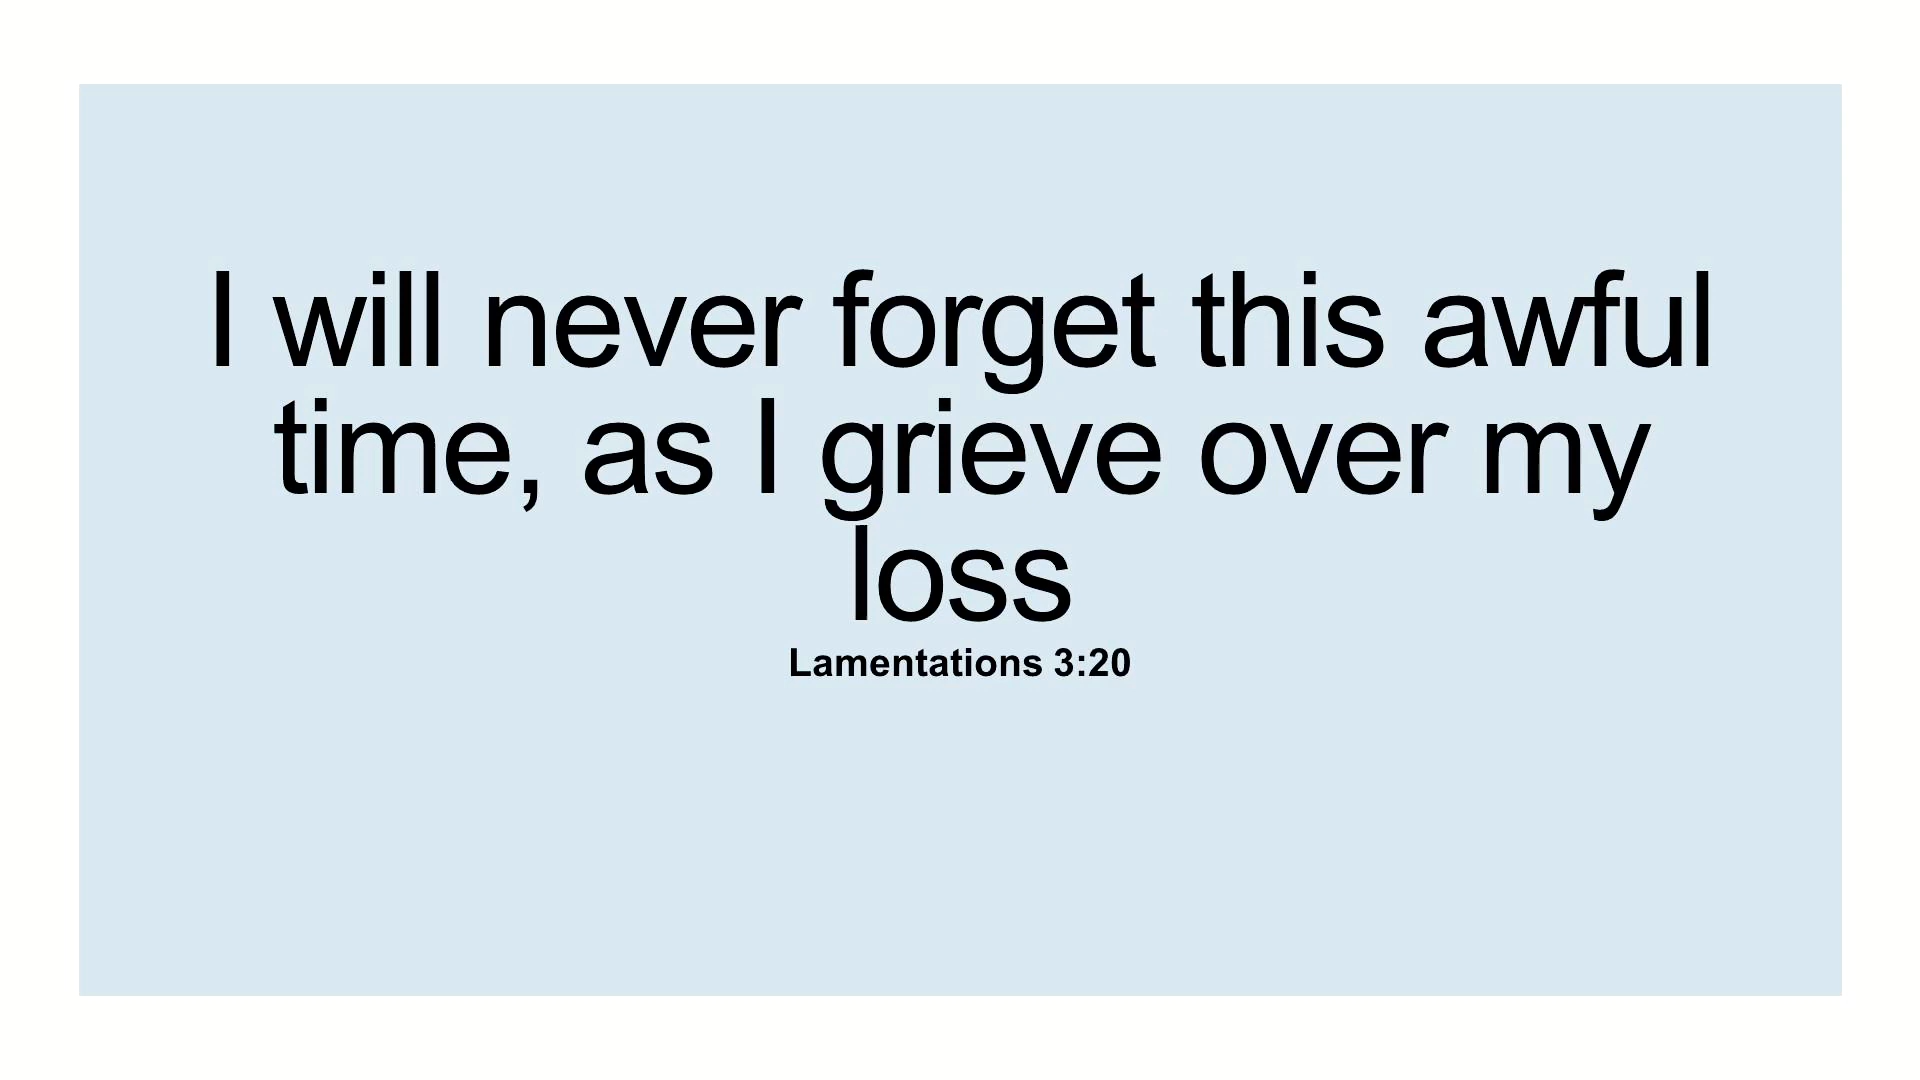 I will never forget this awful
time, as I grieve over my
loss
Lamentations 3:20